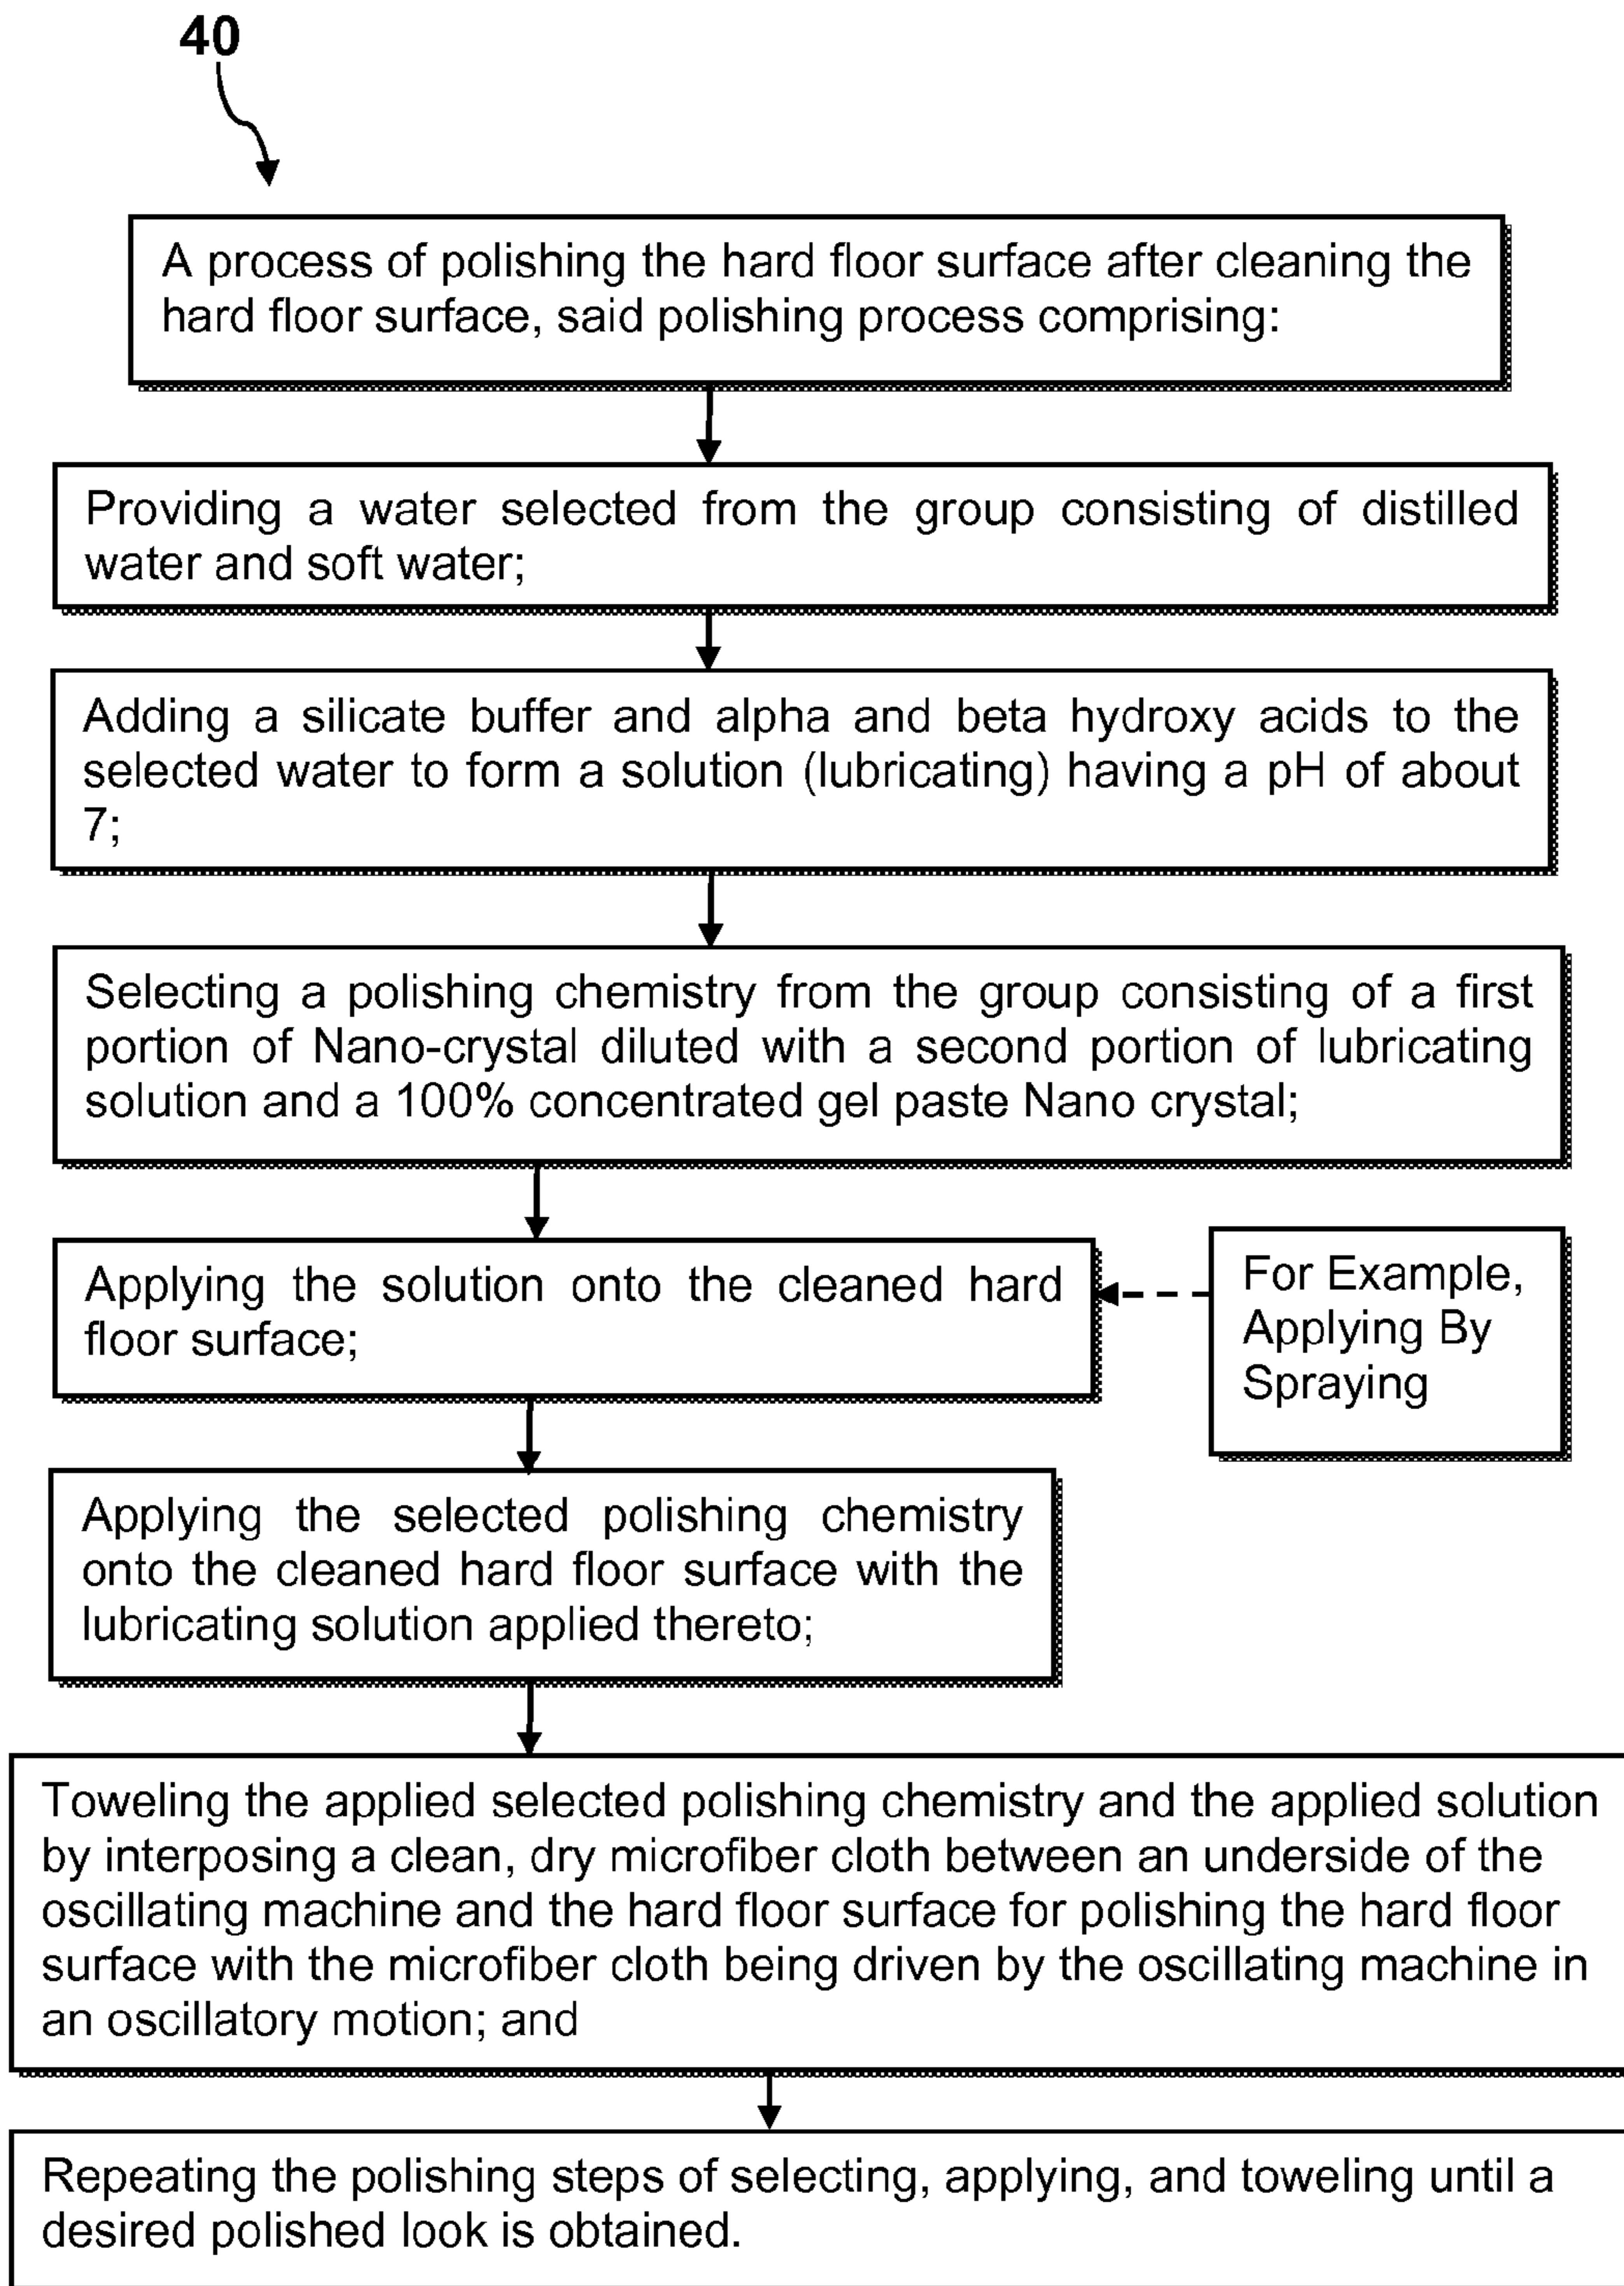 40
A process of polishing the hard floor surface after cleaning the
hard floor surface, said polishing process comprising:
Providing a water selected from the group consisting of distilled
water and soft water;
Adding a silicate buffer and alpha and beta hydroxy acids to the
selected water to form a solution (lubricating) having a pH of about
7;
Selecting a polishing chemistry from the group consisting of a first
portion of Nano-crystal diluted with a second portion of lubricating
solution and a 100% concentrated gel paste Nano crystal;
Applying the solution onto the cleaned hard
floor surface;
For Example,
Applying By
Spraying
Applying the selected polishing chemistry
onto the cleaned hard floor surface with the
lubricating solution applied thereto;
Toweling the applied selected polishing chemistry and the applied solution
by interposing a clean, dry microfiber cloth between an underside of the
oscillating machine and the hard floor surface for polishing the hard floor
surface with the microfiber cloth being driven by the oscillating machine in
an oscillatory motion; and
Repeating the polishing steps of selecting, applying, and toweling until a
desired polished look is obtained.